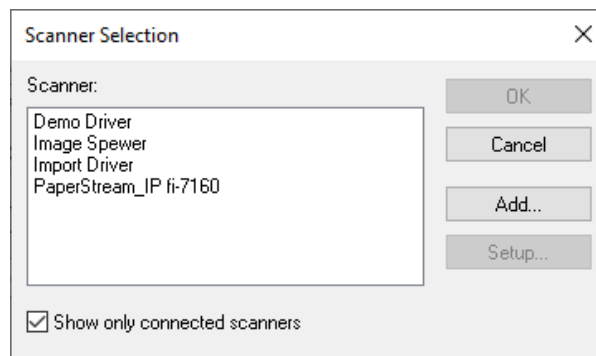 Scanner Selection
Scanner:
Demo Driver
Image Spewer
Import Driver
PaperStream_IP fi-7160
OK
Cancel
Add...
Setup...
Show only connected scanners